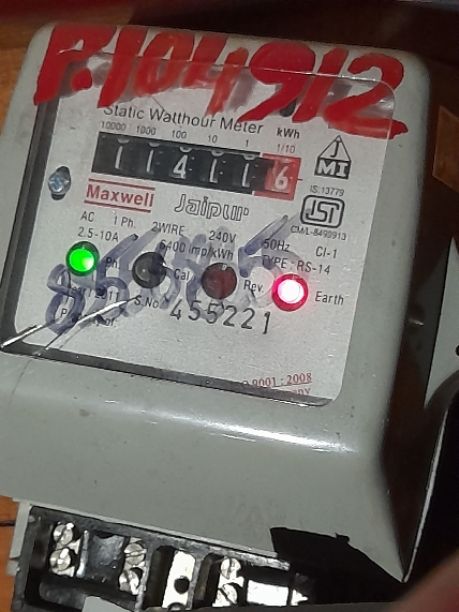 P.104912
Static Watthour Meter
10000 1000 100 10 1 kWh 1/10
1 1 4 1 1 6
MI
IS:13779
ISI
CM/L-8490913
Maxwell Jaipur
AC 1 Ph. 2WIRE 240V 50Hz CI-1
2.5-10A 6400 imp/kWh TYPE : RS-14
Ph. Cal Rev. Earth
S.No. 455221
9001 : 2008